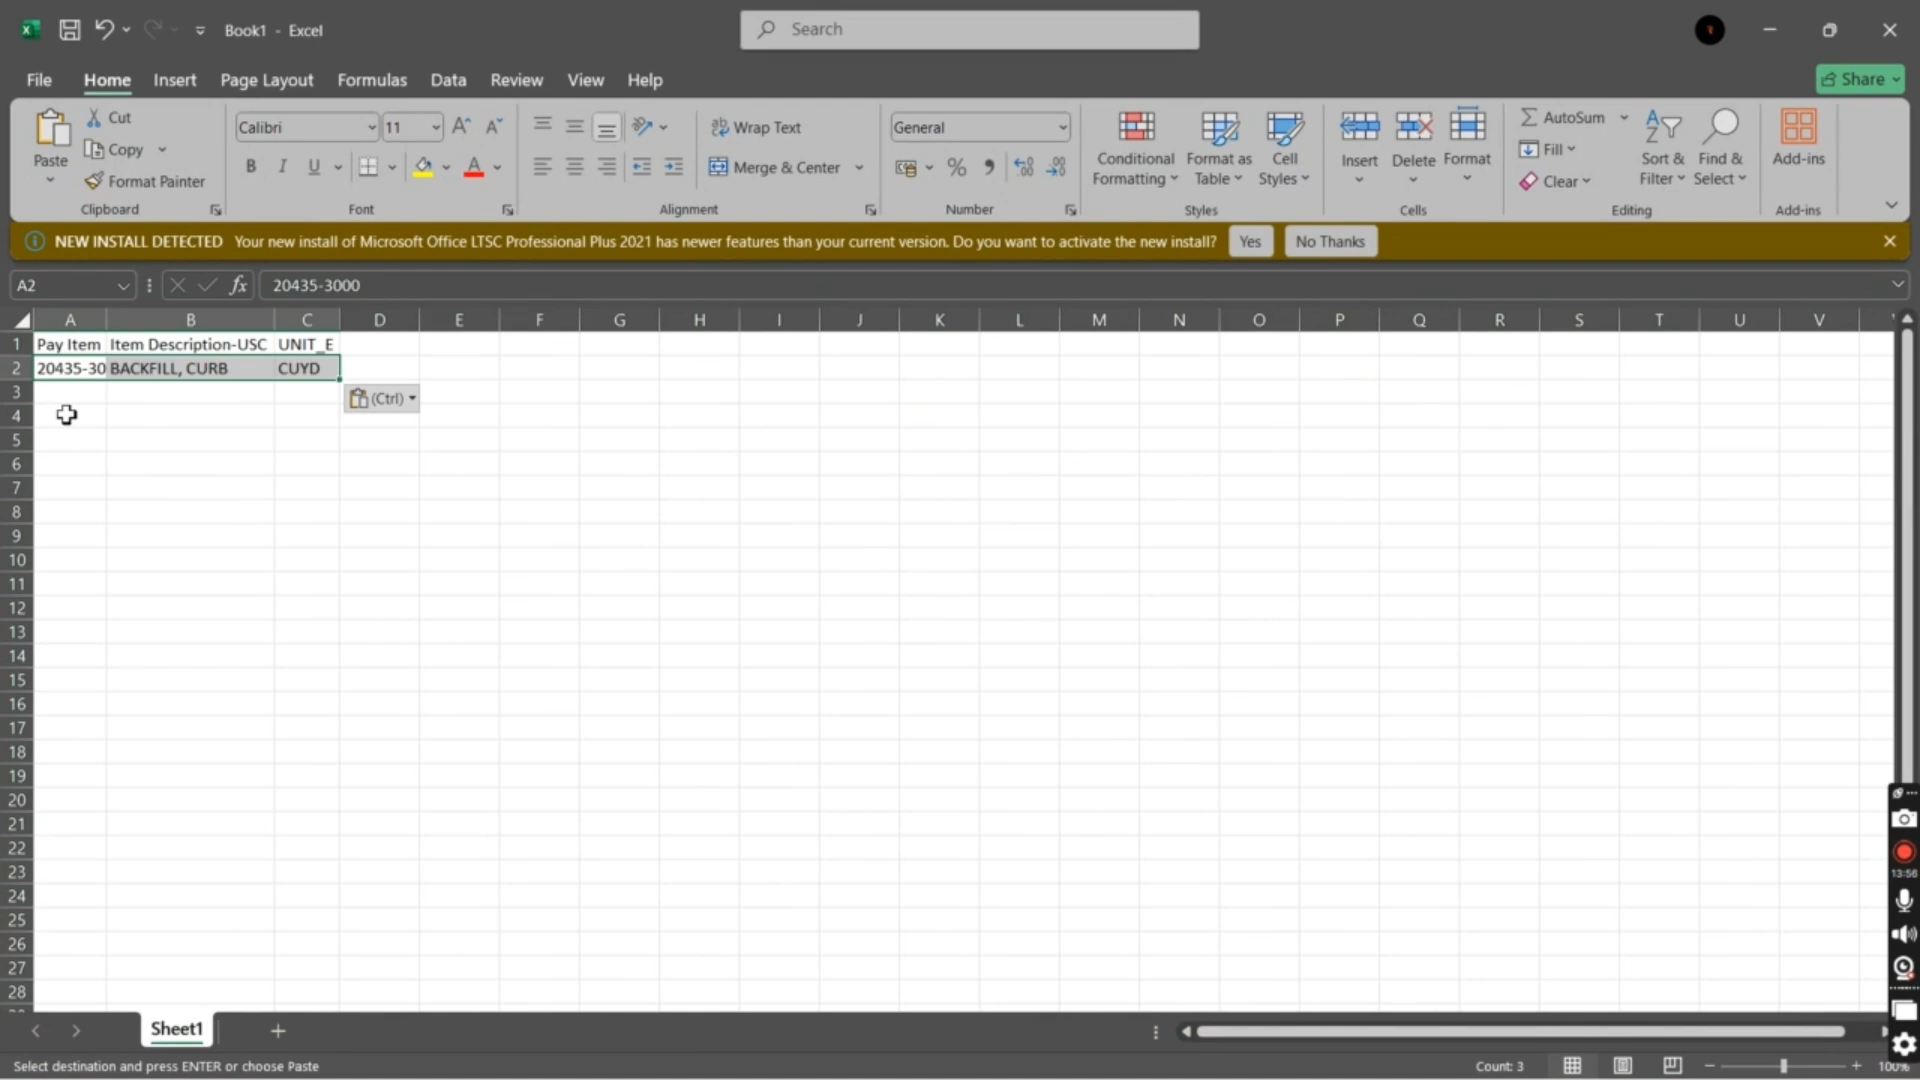 Book1 - Excel
Search
File Home Insert Page Layout Formulas Data Review View Help
Share
Paste
Cut
Copy
Format Painter
Clipboard
Calibri 11
B I U
Font
Wrap Text
Merge & Center
Alignment
General
Number
Conditional Formatting
Format as Table
Cell Styles
Styles
Insert Delete Format
Cells
AutoSum
Fill
Clear
Sort & Filter
Find & Select
Editing
Add-ins
Add-ins
NEW INSTALL DETECTED Your new install of Microsoft Office LTSC Professional Plus 2021 has newer features than your current version. Do you want to activate the new install? Yes No Thanks
A2 fx 20435-3000
A B C D E F G H I J K L M N O P Q R S T U V
1 Pay Item Item Description-USC UNIT_E
2 20435-30 BACKFILL, CURB CUYD
3
(Ctrl)
4
5
6
7
8
9
10
11
12
13
14
15
16
17
18
19
20
21
22
23
24
25
26
27
28
13:56
Sheet1
Select destination and press ENTER or choose Paste
Count: 3
100%